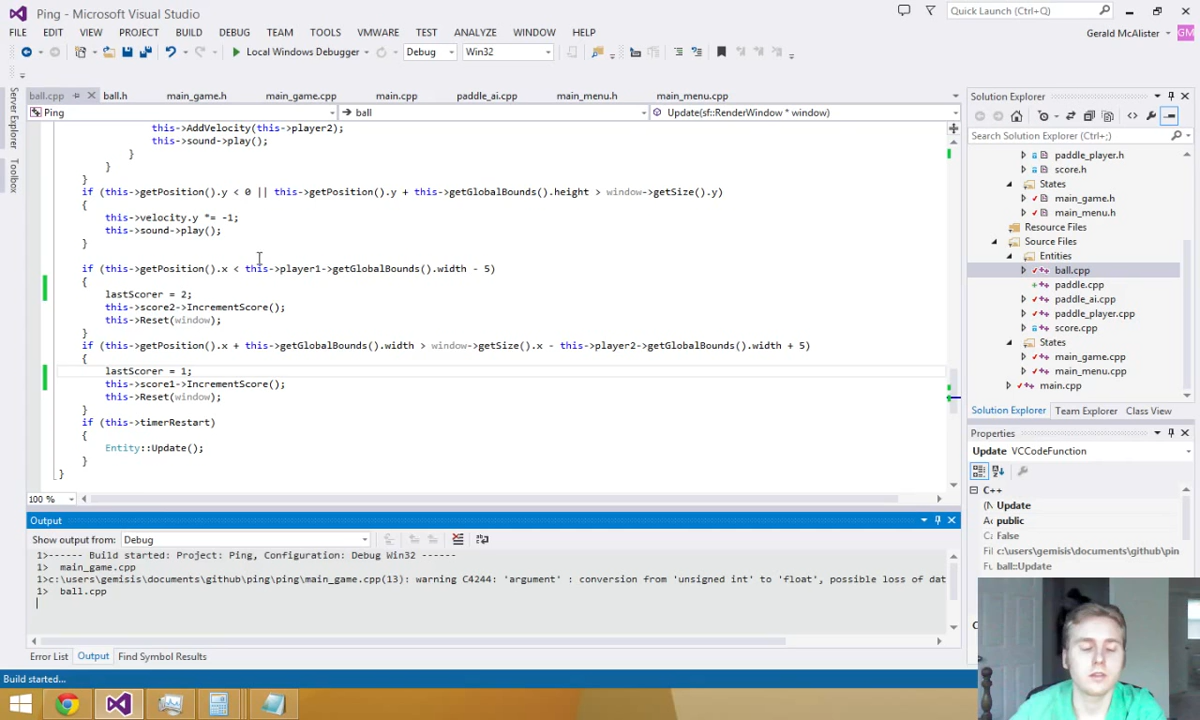 Ping - Microsoft Visual Studio
Quick Launch (Ctrl+Q)
FILE EDIT VIEW PROJECT BUILD DEBUG TEAM TOOLS VMWARE TEST ANALYZE WINDOW HELP
Gerald McAlister
GM
Local Windows Debugger
Debug
Win32
Server Explorer
Toolbox
ball.cpp
ball.h
main_game.h
main_game.cpp
main.cpp
paddle_ai.cpp
main_menu.h
main_menu.cpp
Ping
ball
Update(sf::RenderWindow * window)
this->AddVelocity(this->player2);
this->sound->play();
}
}
}
if (this->getPosition().y < 0 || this->getPosition().y + this->getGlobalBounds().height > window->getSize().y)
{
this->velocity.y *= -1;
this->sound->play();
}
if (this->getPosition().x < this->player1->getGlobalBounds().width - 5)
{
lastScorer = 2;
this->score2->IncrementScore();
this->Reset(window);
}
if (this->getPosition().x + this->getGlobalBounds().width > window->getSize().x - this->player2->getGlobalBounds().width + 5)
{
lastScorer = 1;
this->score1->IncrementScore();
this->Reset(window);
}
if (this->timerRestart)
{
Entity::Update();
}
}
100 %
Output
Show output from: Debug
1>------ Build started: Project: Ping, Configuration: Debug Win32 ------
1> main_game.cpp
1>c:\users\gemisis\documents\github\ping\ping\main_game.cpp(13): warning C4244: 'argument' : conversion from 'unsigned int' to 'float', possible loss of dat
1> ball.cpp
Error List
Output
Find Symbol Results
Build started...
Solution Explorer
Search Solution Explorer (Ctrl+;)
paddle_player.h
score.h
States
main_game.h
main_menu.h
Resource Files
Source Files
Entities
ball.cpp
paddle.cpp
paddle_ai.cpp
paddle_player.cpp
score.cpp
States
main_game.cpp
main_menu.cpp
main.cpp
Solution Explorer
Team Explorer
Class View
Properties
Update VCCodeFunction
C++
(N Update
Ac public
Ca False
Fil c:\users\gemisis\documents\github\pin
Fu ball::Update